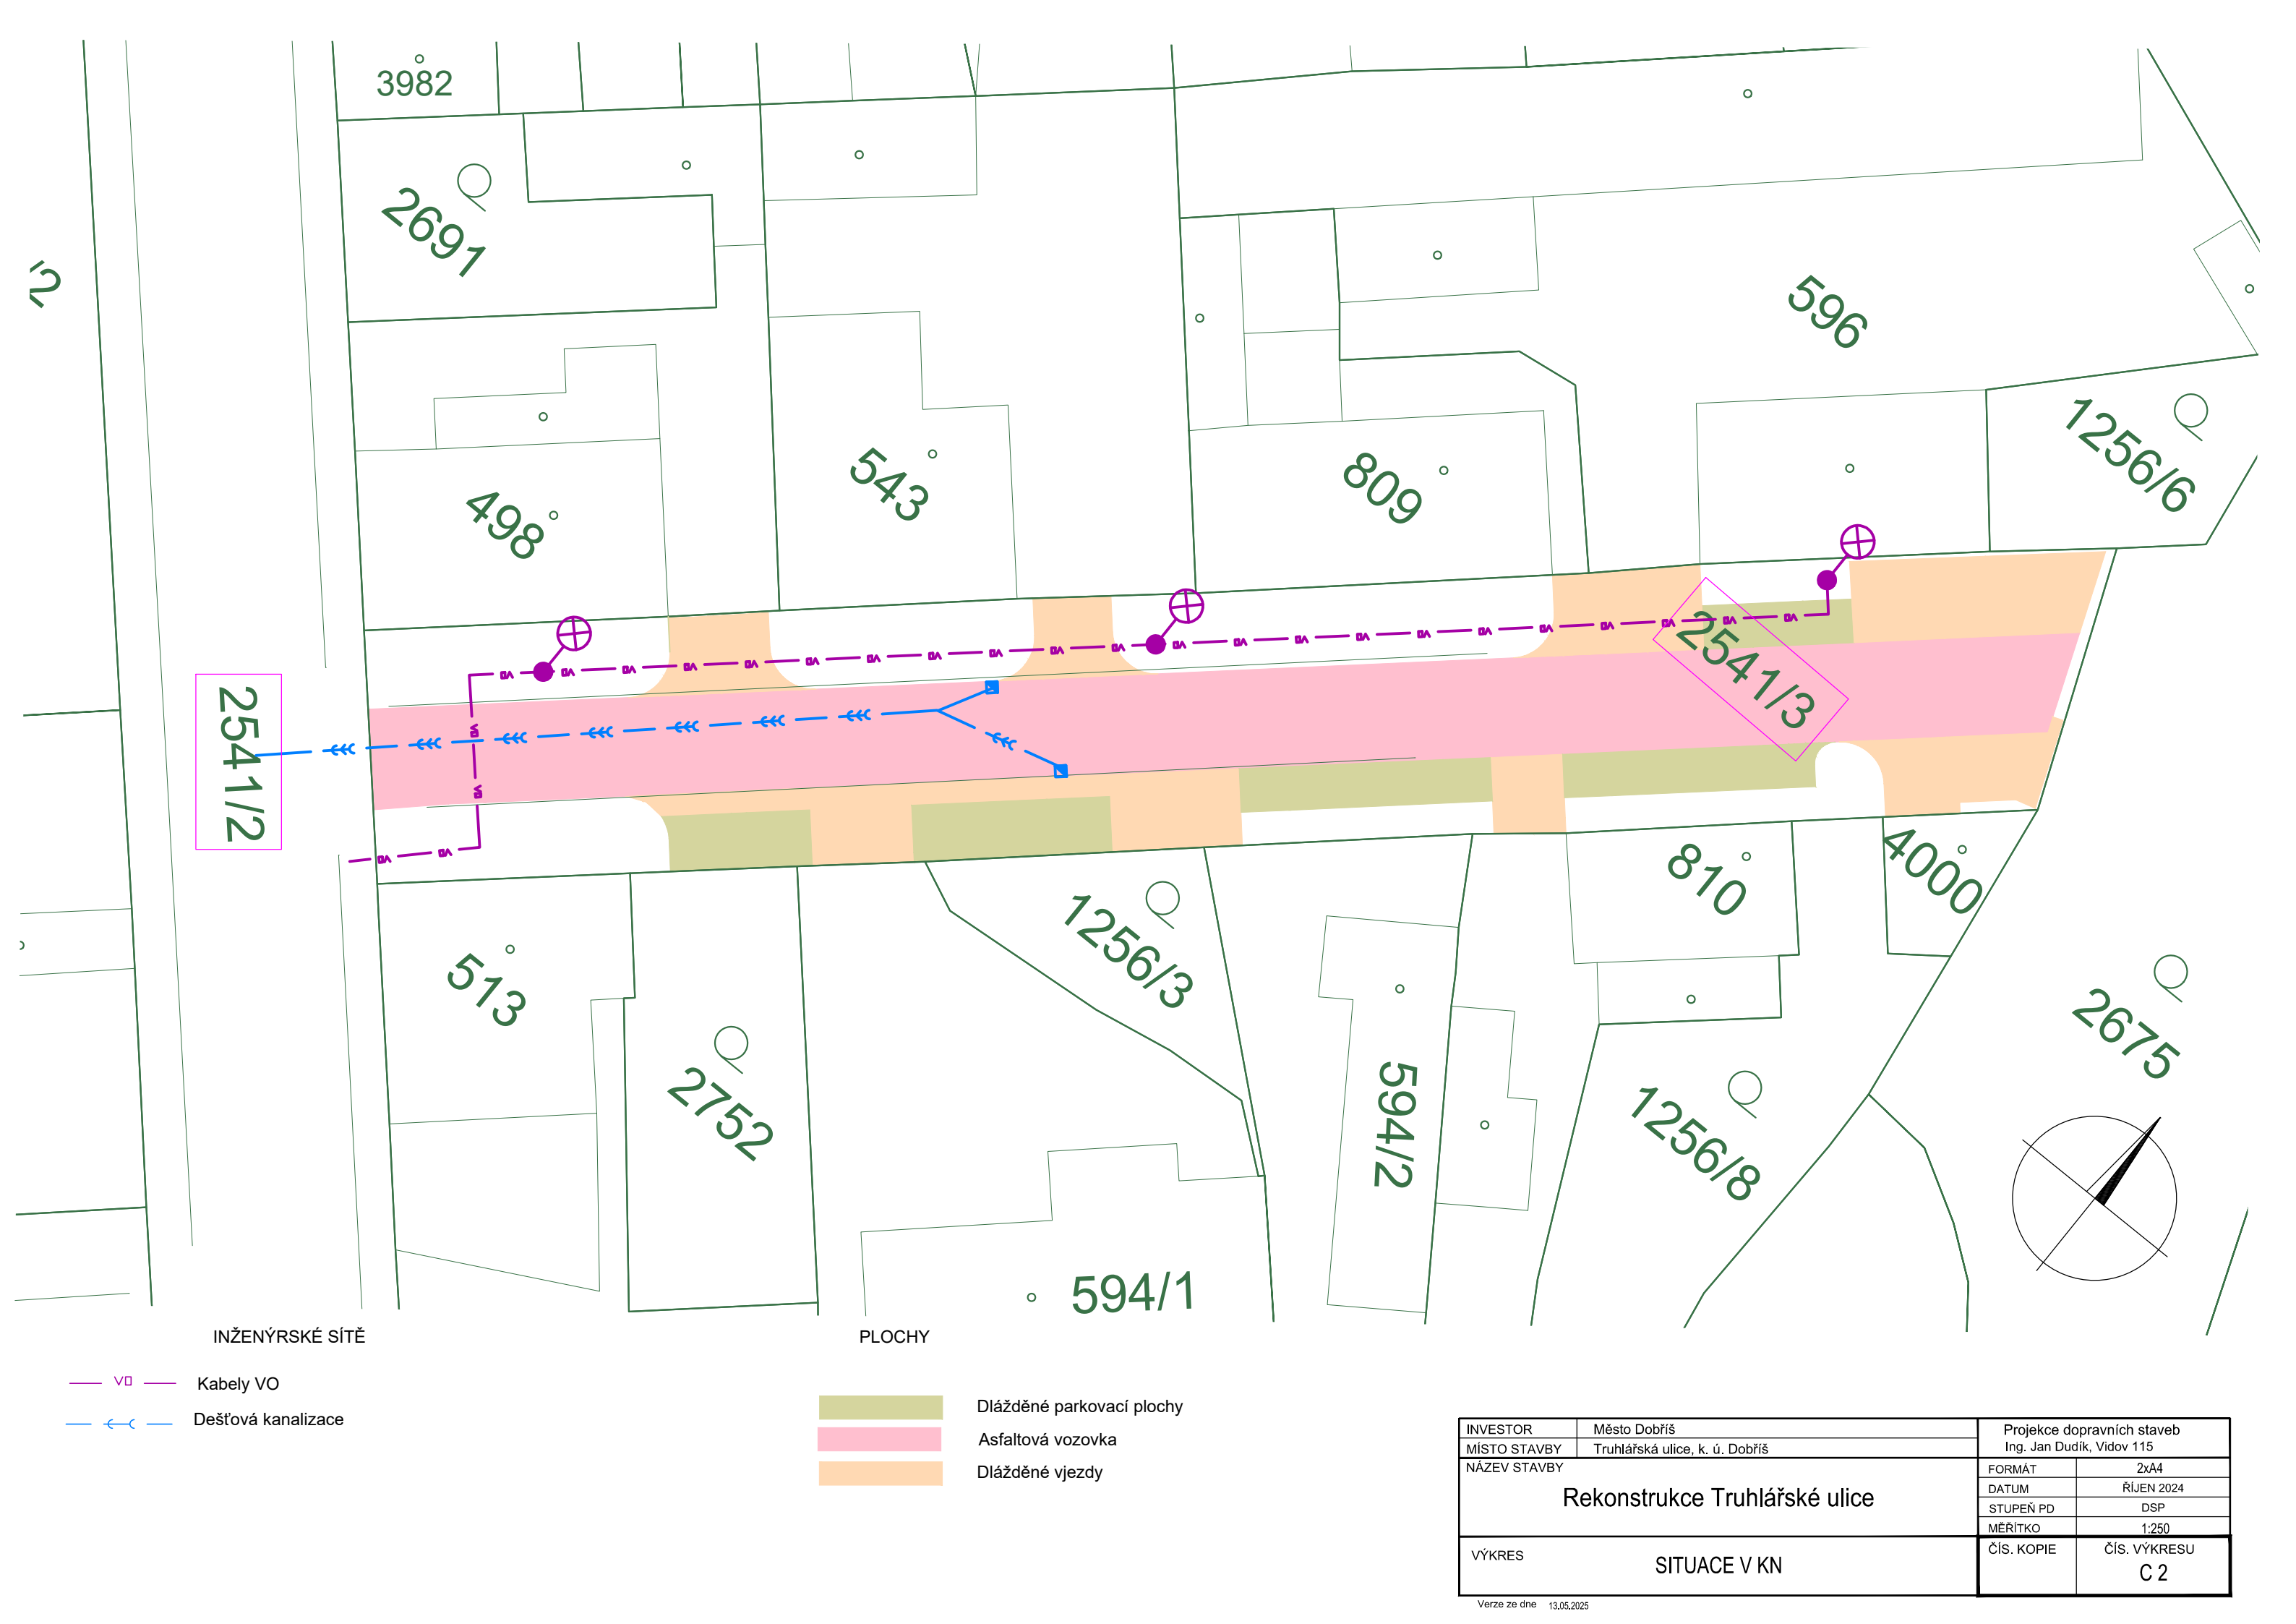 3982
2691
/2
596
1256/6
498
543
809
2541/3
2541/2
513
2752
1256/3
594/2
810
4000
1256/8
2675
594/1
INŽENÝRSKÉ SÍTĚ
Kabely VO
Dešťová kanalizace
PLOCHY
Dlážděné parkovací plochy
Asfaltová vozovka
Dlážděné vjezdy
INVESTOR Město Dobříš
MÍSTO STAVBY Truhlářská ulice, k. ú. Dobříš
NÁZEV STAVBY
Rekonstrukce Truhlářské ulice
VÝKRES SITUACE V KN
Projekce dopravních staveb
Ing. Jan Dudík, Vidov 115
FORMÁT 2xA4
DATUM ŘÍJEN 2024
STUPEŇ PD DSP
MĚŘÍTKO 1:250
ČÍS. KOPIE ČÍS. VÝKRESU
C 2
Verze ze dne 13.05.2025